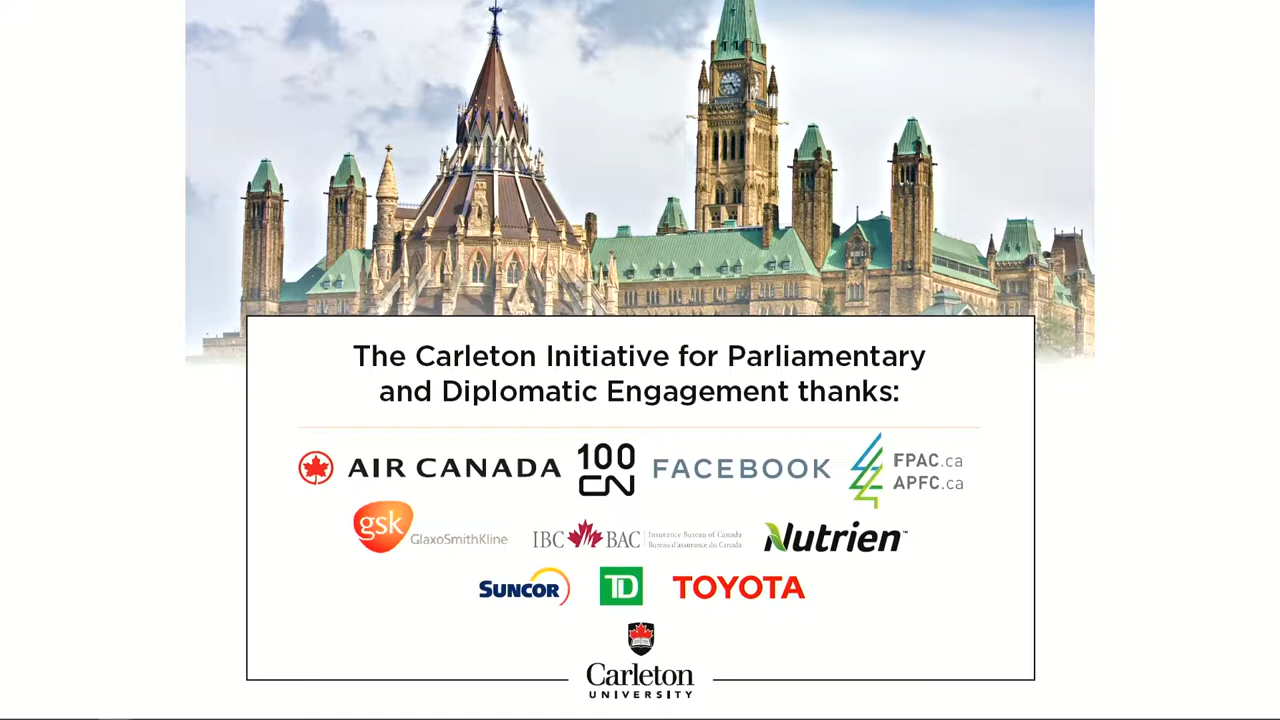 The Carleton Initiative for Parliamentary
and Diplomatic Engagement thanks:
AIR CANADA
100
CN
FACEBOOK
FPAC.ca
APFC.ca
gsk
GlaxoSmithKline
IBC BAC
Insurance Bureau of Canada
Bureau d'assurance du Canada
Nutrien™
SUNCOR
TD
TOYOTA
Carleton
UNIVERSITY